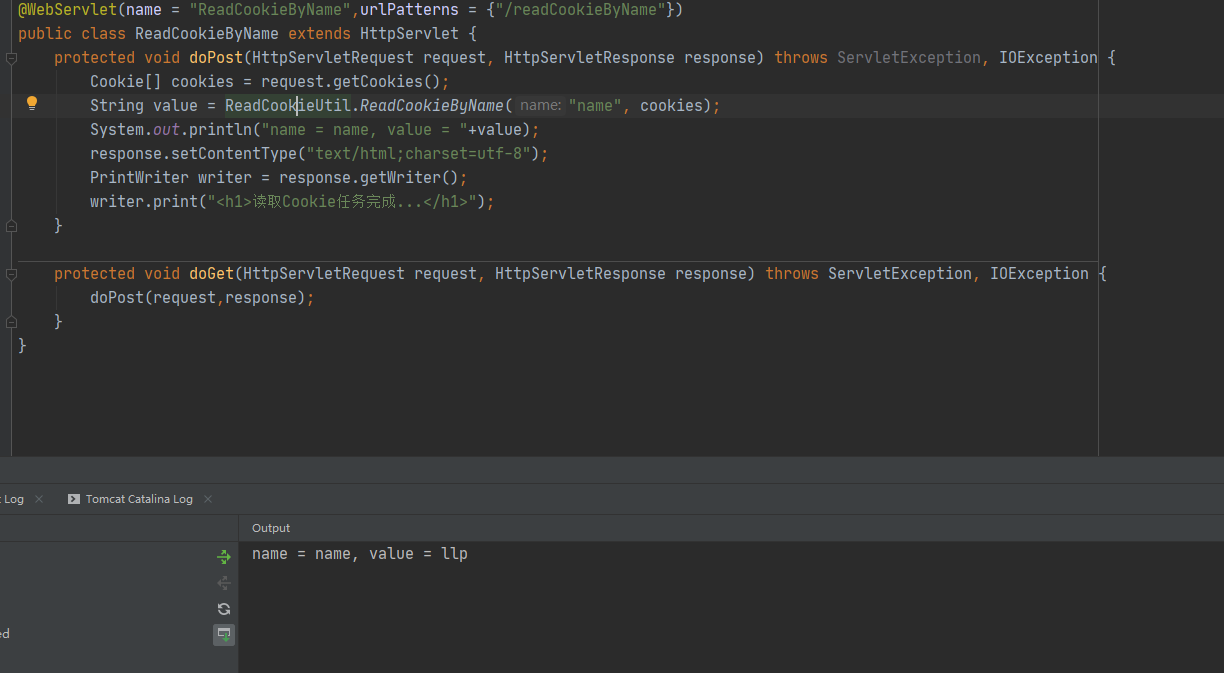 @WebServlet(name = "ReadCookieByName",urlPatterns = {"/readCookieByName"})
public class ReadCookieByName extends HttpServlet {
    protected void doPost(HttpServletRequest request, HttpServletResponse response) throws ServletException, IOException {
        Cookie[] cookies = request.getCookies();
        String value = ReadCookieUtil.ReadCookieByName( name: "name", cookies);
        System.out.println("name = name, value = "+value);
        response.setContentType("text/html;charset=utf-8");
        PrintWriter writer = response.getWriter();
        writer.print("<h1>读取Cookie任务完成...</h1>");
    }
    protected void doGet(HttpServletRequest request, HttpServletResponse response) throws ServletException, IOException {
        doPost(request,response);
    }
}
t Log × Tomcat Catalina Log ×
Output
name = name, value = llp
ed